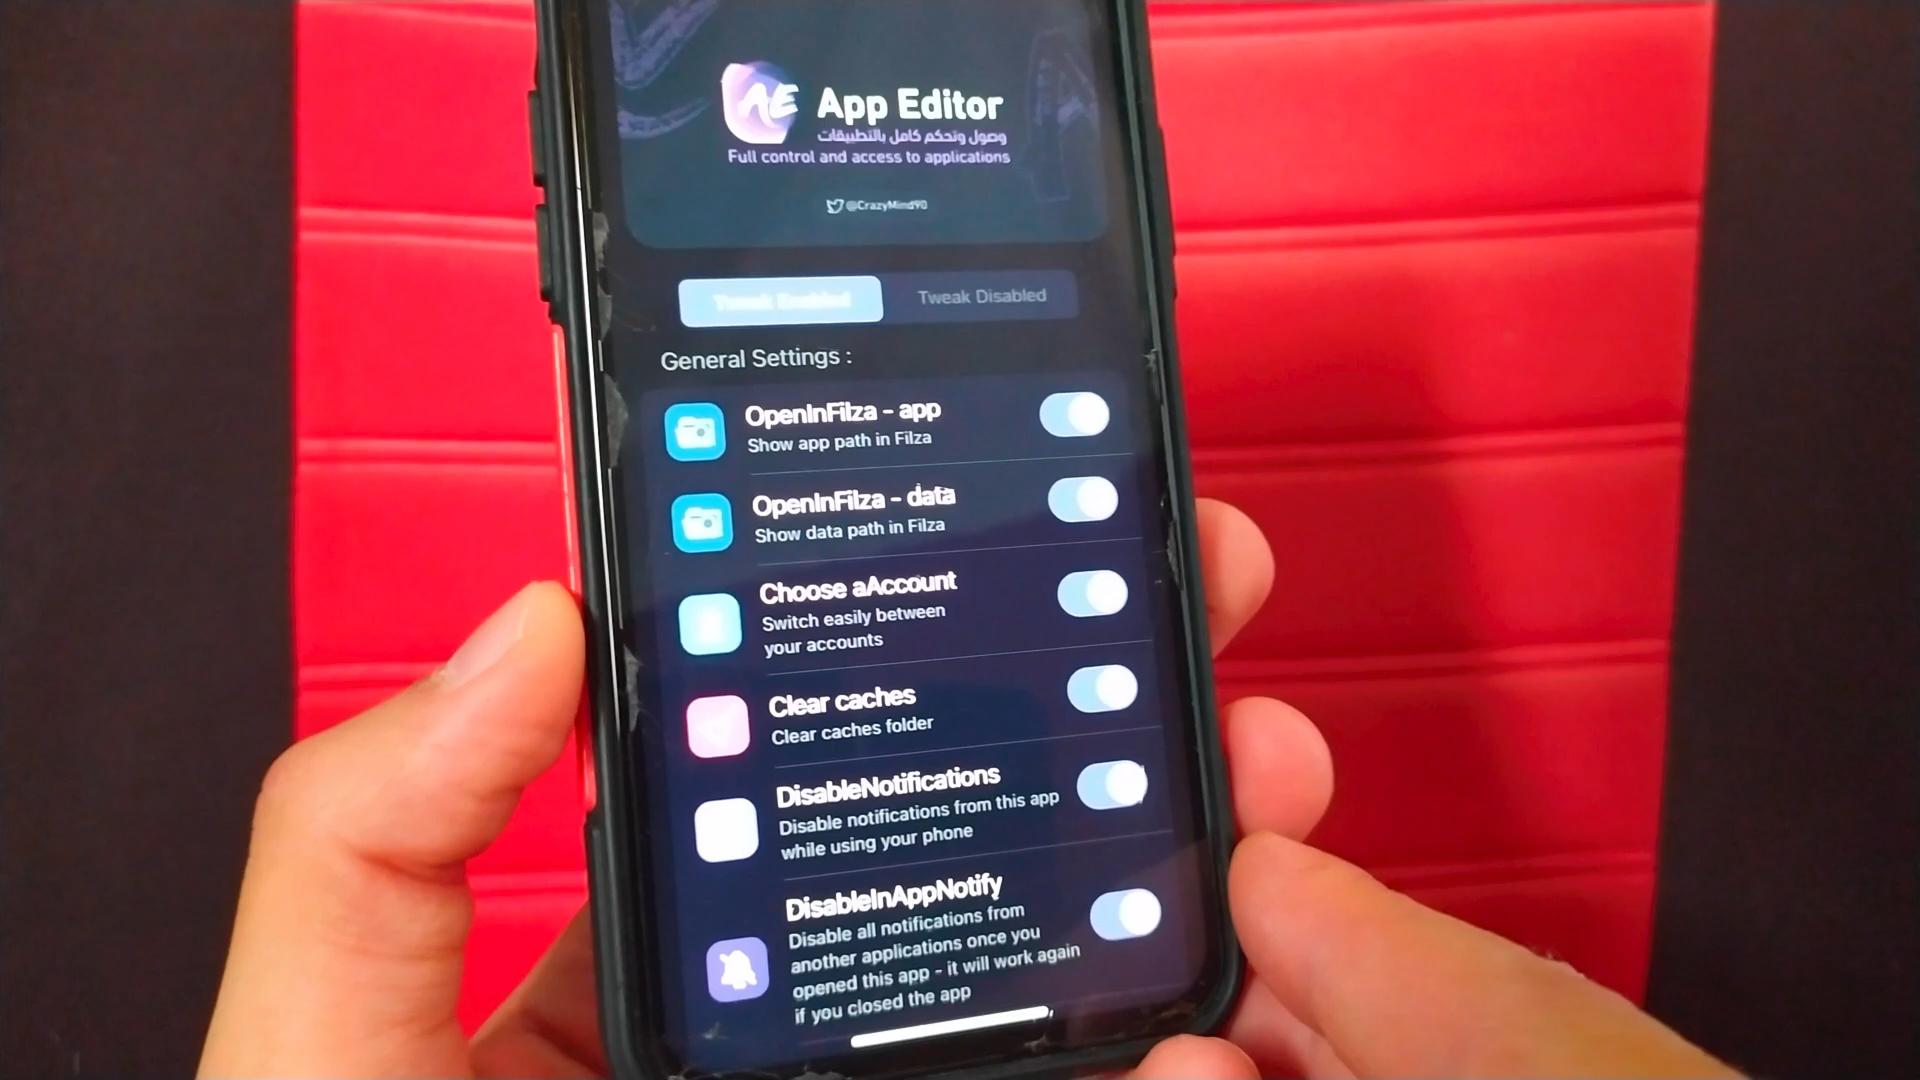 AE App Editor
وصول وتحكم كامل بالتطبيقات
Full control and access to applications
@CrazyMind90
Tweak Enabled Tweak Disabled
General Settings :
OpenInFilza - app
Show app path in Filza
OpenInFilza - data
Show data path in Filza
Choose aAccount
Switch easily between
your accounts
Clear caches
Clear caches folder
DisableNotifications
Disable notifications from this app
while using your phone
DisableInAppNotify
Disable all notifications from
another applications once you
opened this app - it will work again
if you closed the app